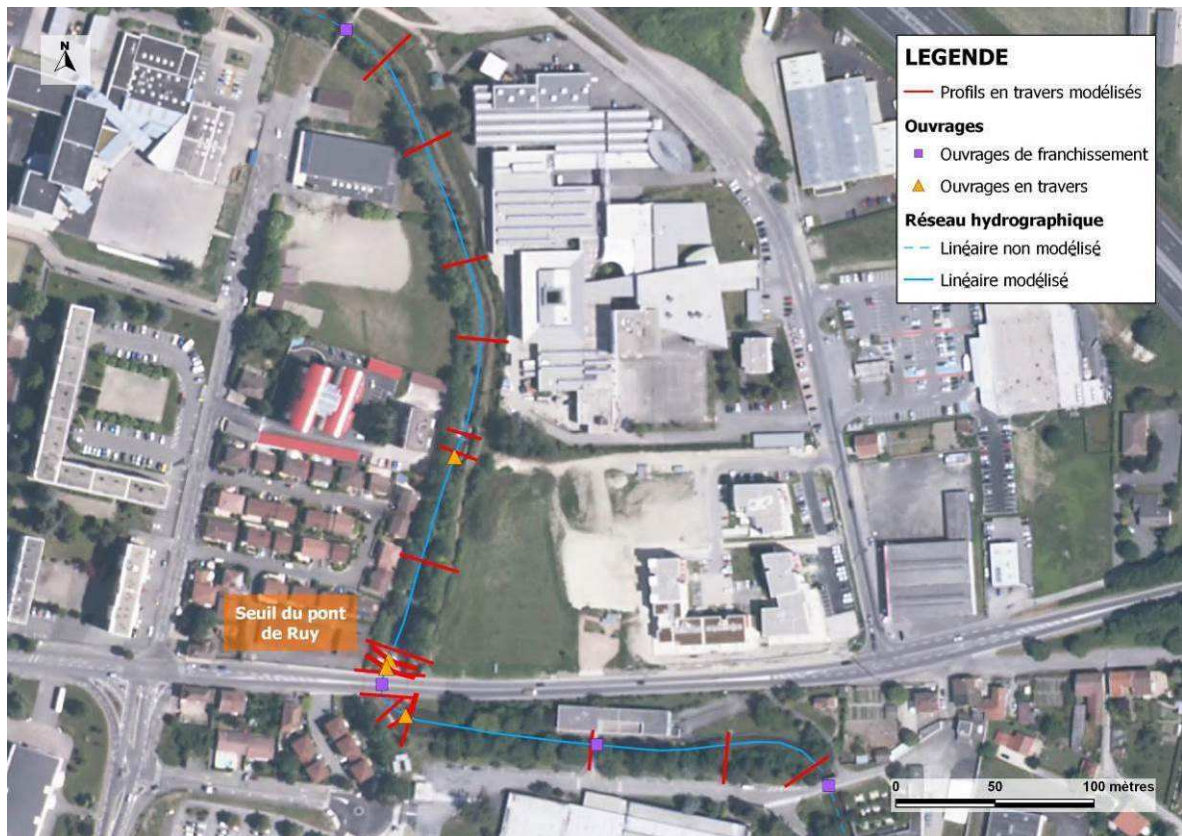 N
LEGENDE
Profils en travers modélisés
Ouvrages
Ouvrages de franchissement
Ouvrages en travers
Réseau hydrographique
Linéaire non modélisé
Linéaire modélisé
Seuil du pont
de Ruy
0 50 100 mètres